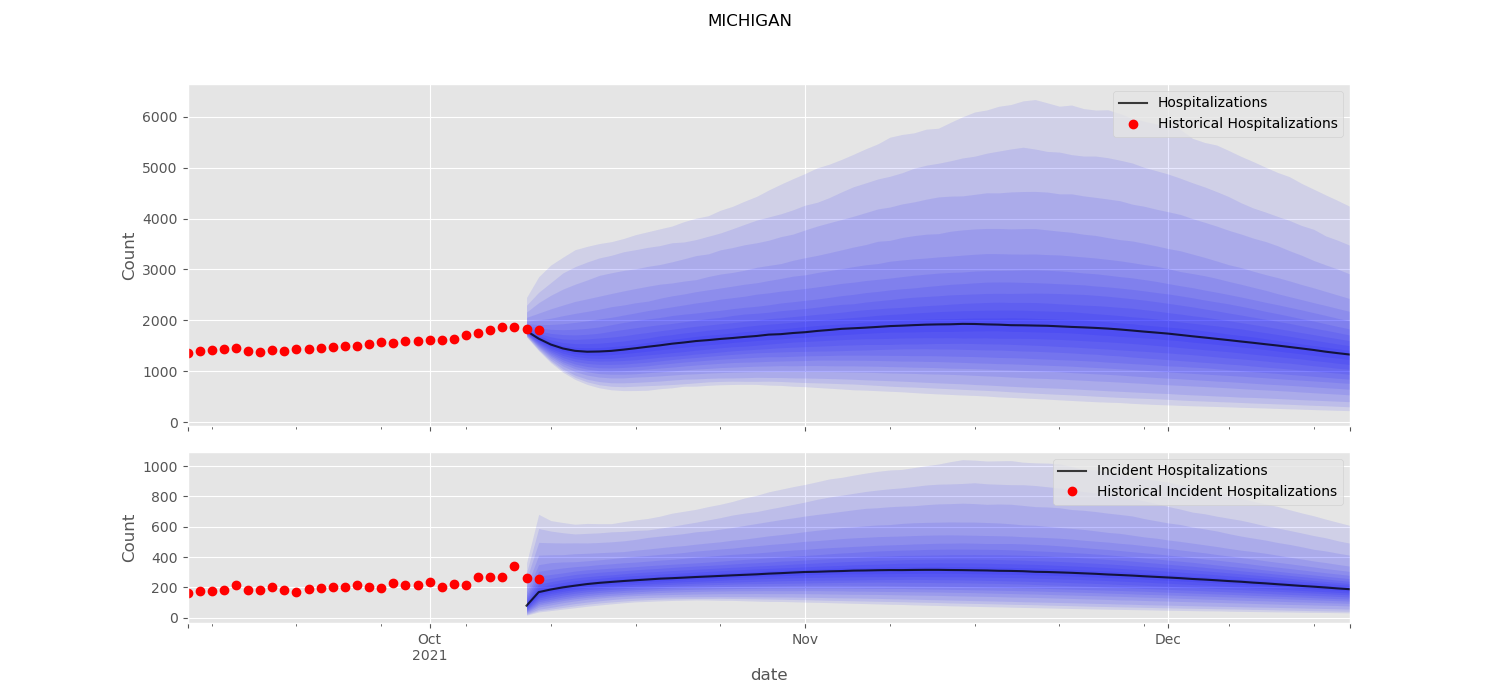 MICHIGAN
Hospitalizations
Historical Hospitalizations
6000
5000
4000
3000
2000
1000
0
Count
Incident Hospitalizations
Historical Incident Hospitalizations
1000
800
600
400
200
0
Count
Oct
2021
Nov
Dec
date